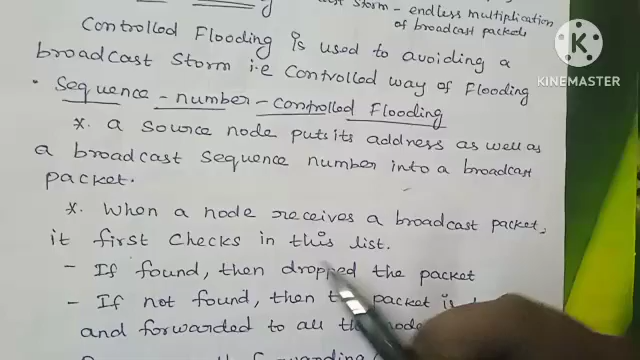 Storm - endless multiplication
of broadcast packets
Controlled Flooding is used to avoiding a
broadcast storm i.e controlled way of flooding
• Sequence - number - controlled Flooding
*. a source node puts its address as well as
a broadcast sequence number into a broadcast
packet.
*. When a node receives a broadcast packet,
it first checks in this list.
- If found, then dropped the packet
- If not found, then the packet is
and forwarded to all the node
K
KINEMASTER